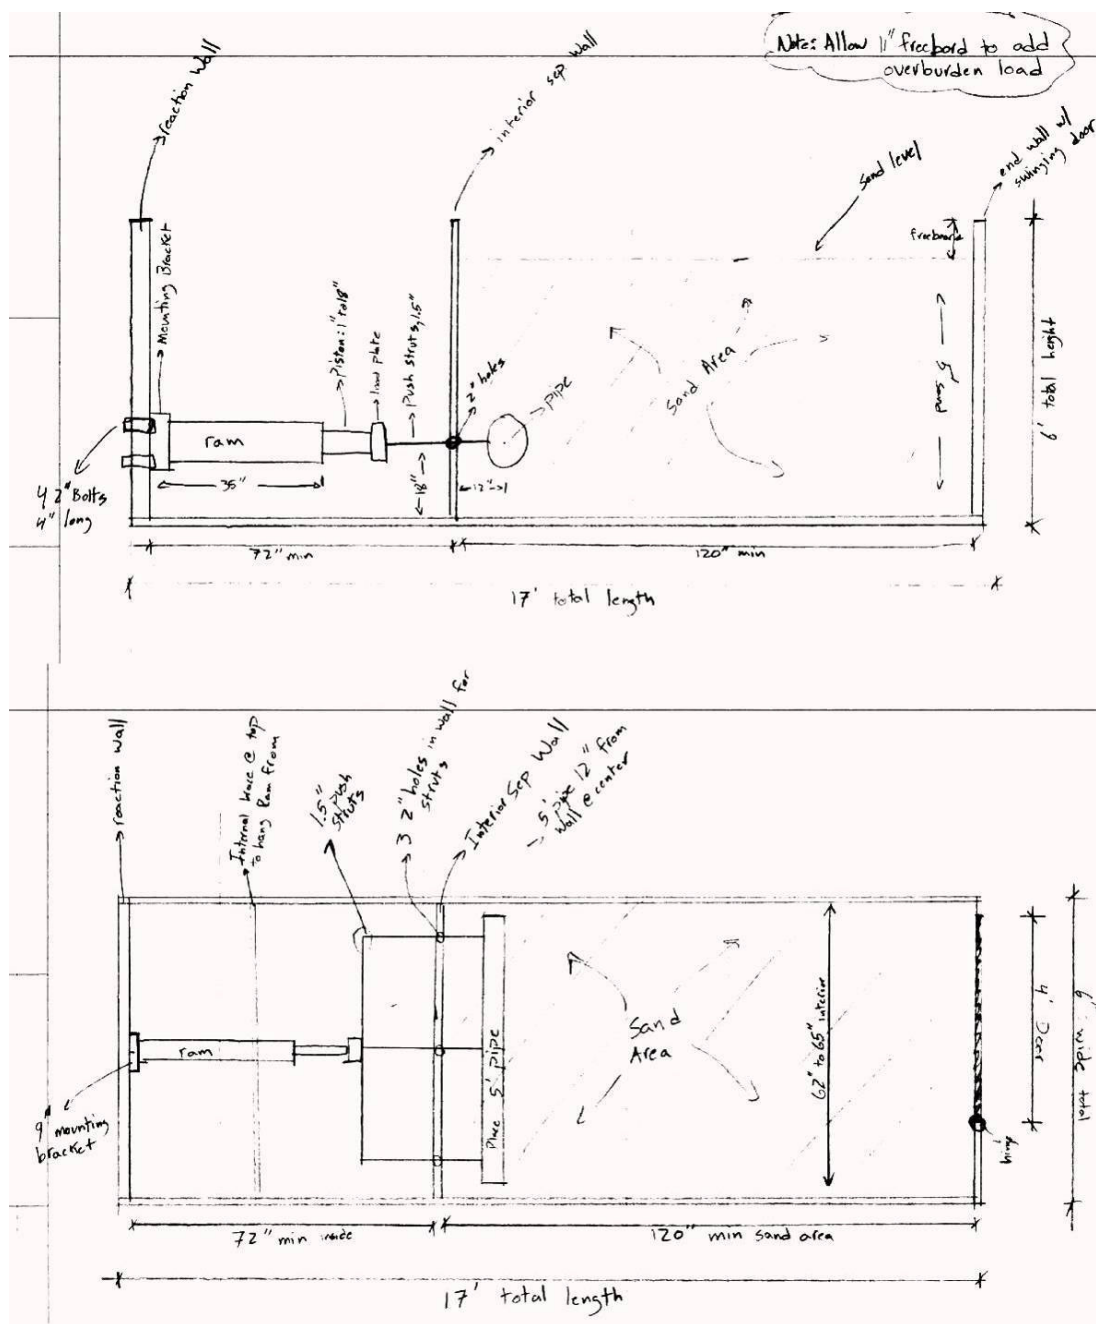 Note: Allow 11" freebord to add
overburden load
reaction wall
interior sep wall
end wall w/
swinging door
Sand level
freeboard
Mounting Bracket
Piston: 1" to 18"
load plate
Push struts, 1.5"
2" holes
pipe
Sand Area
5' Sand
6' total height
ram
36"
18"
12"
4 2" Bolts
4" long
72" min
120" min
17' total length
reaction wall
Internal brace @ top
to hang Ram from
1.5" push
struts
3 2" holes in wall for
struts
Interior Sep Wall
5' pipe 12" from
wall @ center
ram
Place 5' pipe
Sand
Area
62" to 65" interior
4' Door
6' wide total
hinge
9" mounting
bracket
72" min inside
120" min sand area
17' total length